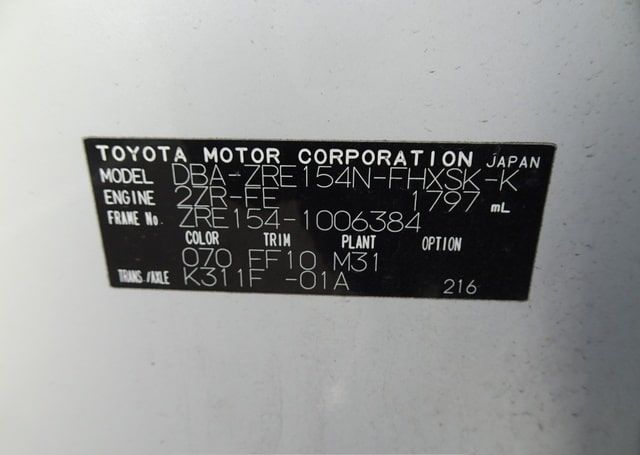 TOYOTA MOTOR CORPORATION JAPAN
MODEL DBA-ZRE154N-FHXSK-K
ENGINE 2ZR-FE 1797 mL
FRAME No. ZRE154-1006384
COLOR TRIM PLANT OPTION
070 FF10 M31
TRANS./AXLE K311F -01A 216